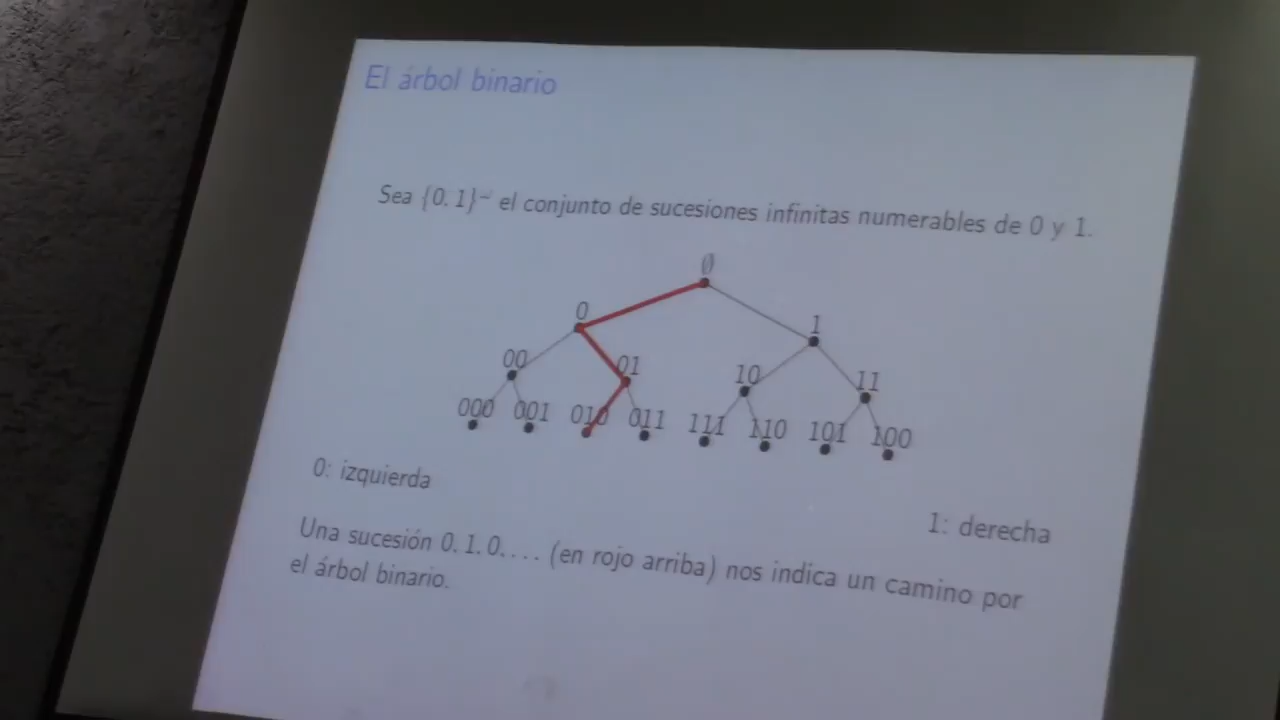 El árbol binario
Sea {0, 1}^ω el conjunto de sucesiones infinitas numerables de 0 y 1.
∅
0
1
00
01
10
11
000 001 010 011 111 110 101 100
0: izquierda
1: derecha
Una sucesión 0, 1, 0, . . . (en rojo arriba) nos indica un camino por
el árbol binario.